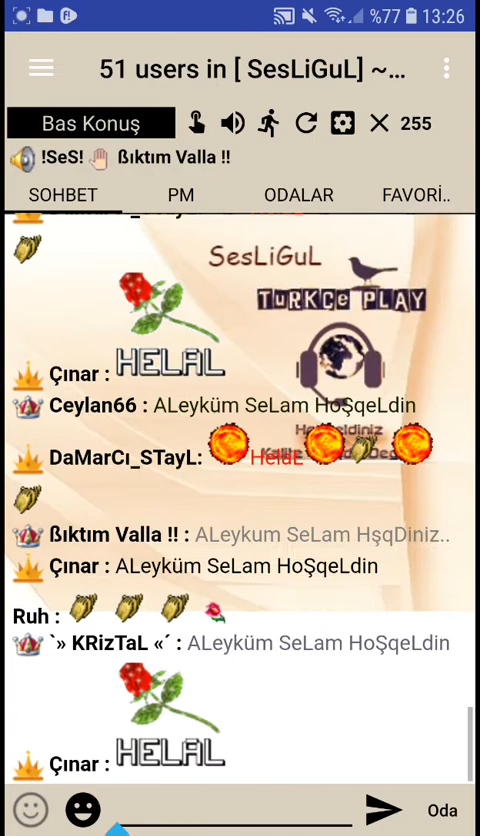 %77 13:26
51 users in [ SesLiGuL] ~...
Bas Konuş
255
!SeS! ßıktım Valla !!
SOHBET PM ODALAR FAVORİ..
SesLiGuL
TURKCe PLAY
HELAL
Çınar :
Ceylan66 : ALeyküm SeLam HoŞqeLdin
DaMarCı_STayL: HelaL
ßıktım Valla !! : ALeykum SeLam HşqDiniz..
Çınar : ALeyküm SeLam HoŞqeLdin
Ruh :
`» KRizTaL «´ : ALeyküm SeLam HoŞqeLdin
HELAL
Çınar :
Oda